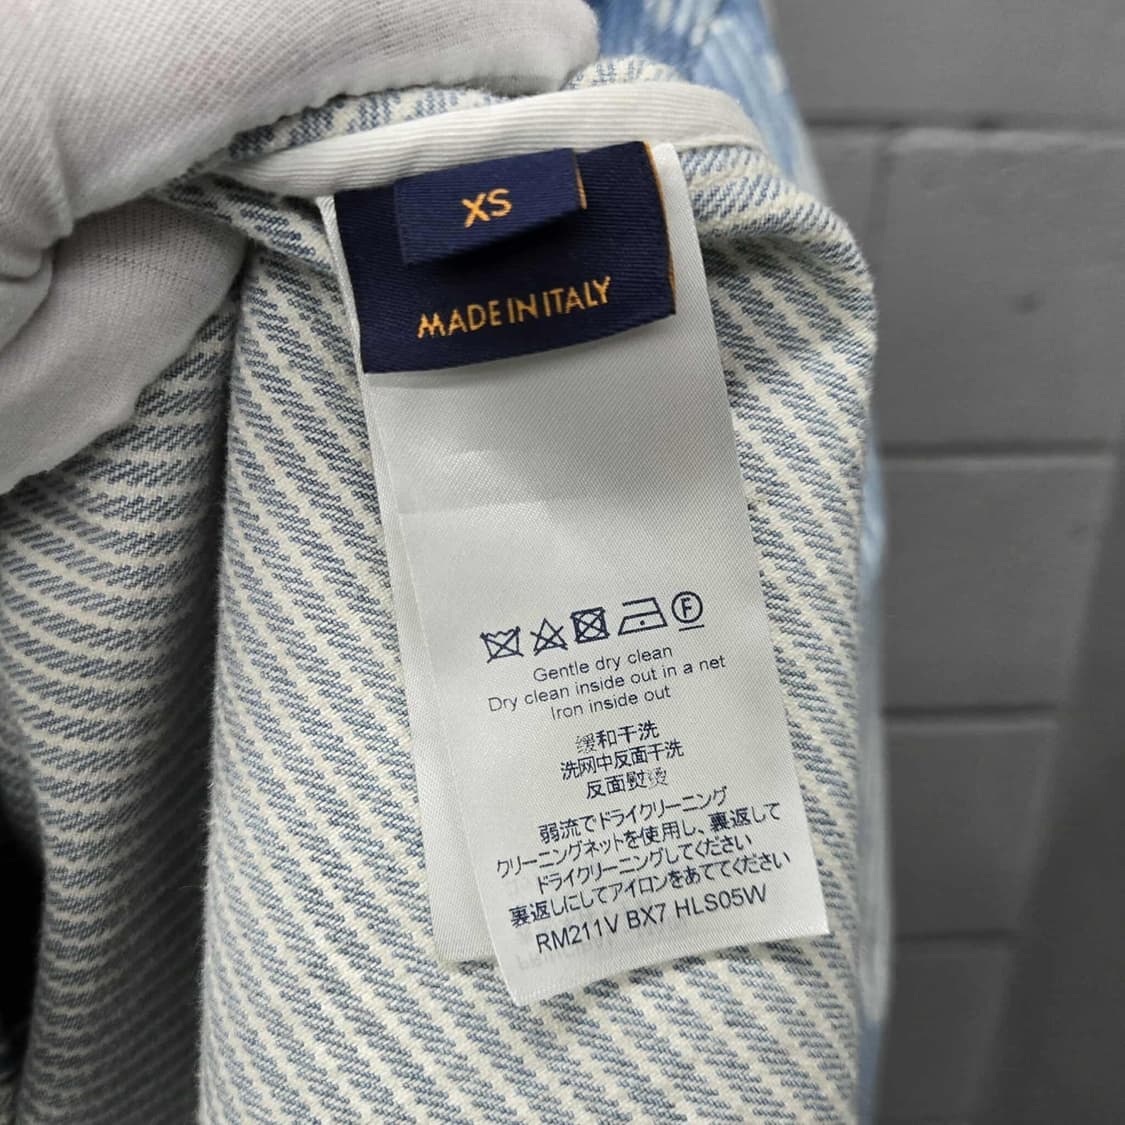 XS
MADE IN ITALY
F
Gentle dry clean
Dry clean inside out in a net
Iron inside out
缓和干洗
洗网中反面干洗
反面熨烫
弱流でドライクリーニング
クリーニングネットを使用し、裏返して
ドライクリーニングしてください
裏返しにしてアイロンをあててください
RM211V BX7 HLS05W